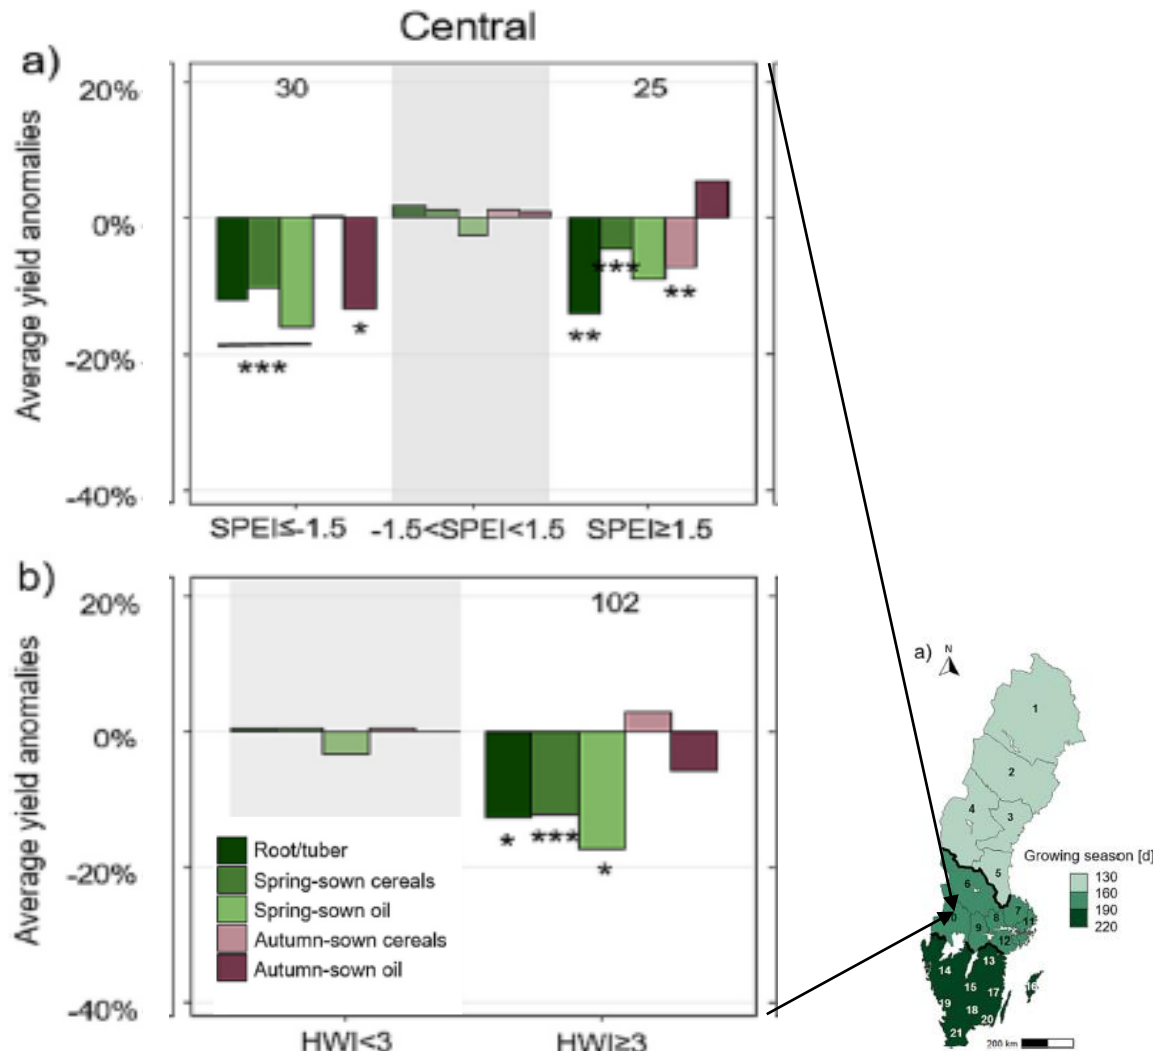 Central
a)
20%
0%
-20%
-40%
Average yield anomalies
30
25
***
*
**
***
**
SPEI≤-1.5
-1.5<SPEI<1.5
SPEI≥1.5
b)
20%
0%
-20%
-40%
Average yield anomalies
102
*
***
*
Root/tuber
Spring-sown cereals
Spring-sown oil
Autumn-sown cereals
Autumn-sown oil
HWI<3
HWI≥3
a)
N
1
2
4
3
5
6
7
8
9
11
12
13
14
15
16
17
18
19
20
21
Growing season [d]
130
160
190
220
200 km